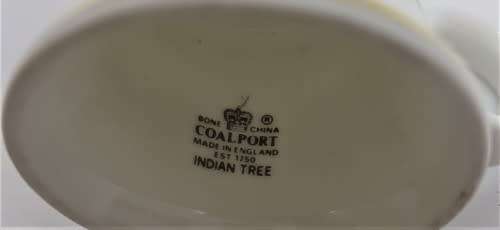 BONE CHINA ®
COALPORT
MADE IN ENGLAND
EST 1750
INDIAN TREE